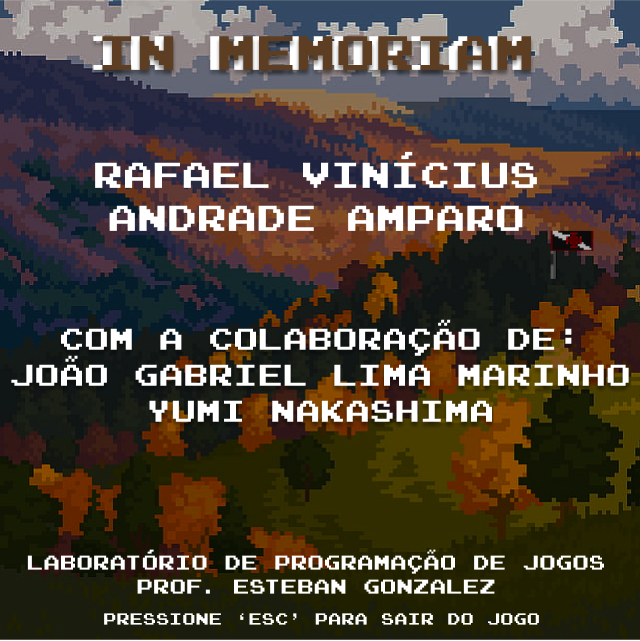 IN MEMORIAM
RAFAEL VINÍCIUS
ANDRADE AMPARO
COM A COLABORAÇÃO DE:
JOÃO GABRIEL LIMA MARINHO
YUMI NAKASHIMA
LABORATÓRIO DE PROGRAMAÇÃO DE JOGOS
PROF. ESTEBAN GONZALEZ
PRESSIONE ‘ESC’ PARA SAIR DO JOGO